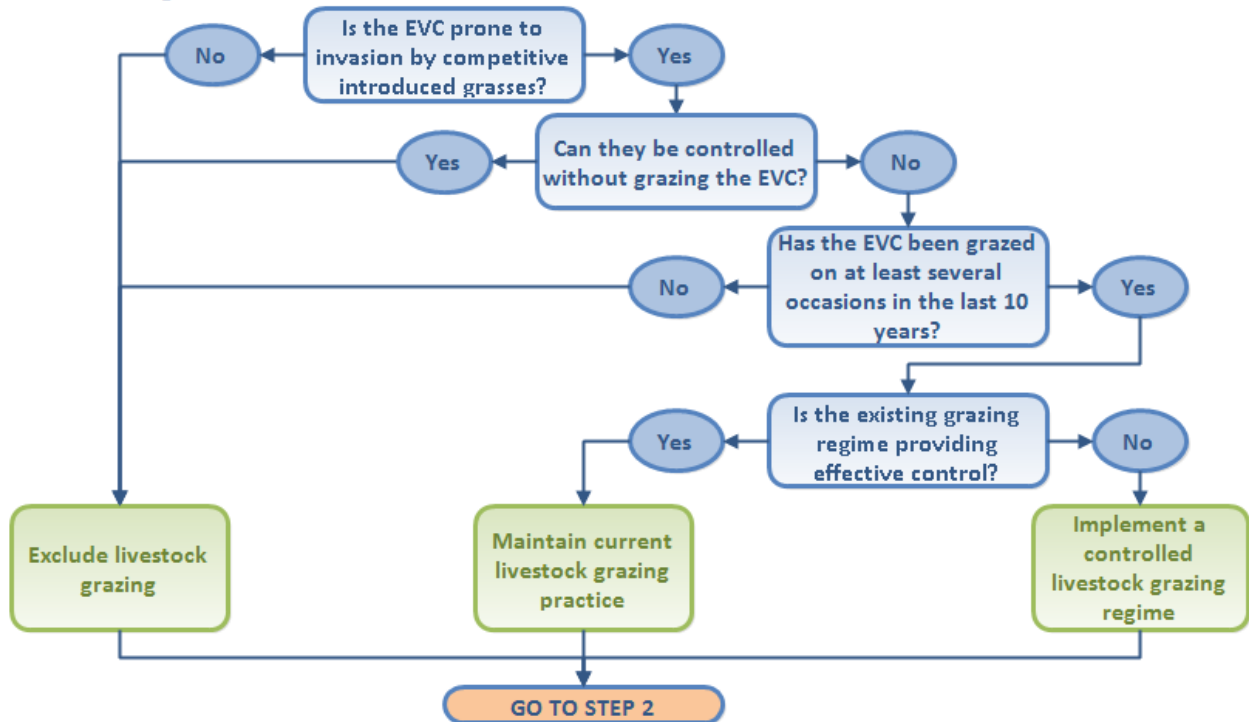 Is the EVC prone to
invasion by competitive
introduced grasses?
No
Yes
Can they be controlled
without grazing the EVC?
Yes
No
Has the EVC been grazed
on at least several
occasions in the last 10
years?
No
Yes
Is the existing grazing
regime providing
effective control?
Yes
No
Exclude livestock
grazing
Maintain current
livestock grazing
practice
Implement a
controlled
livestock grazing
regime
GO TO STEP 2